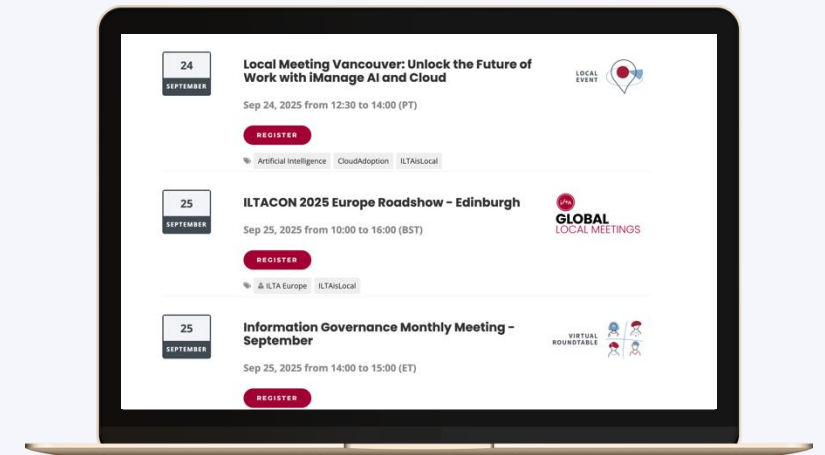 24
SEPTEMBER
Local Meeting Vancouver: Unlock the Future of
Work with iManage AI and Cloud
Sep 24, 2025 from 12:30 to 14:00 (PT)
REGISTER
Artificial Intelligence CloudAdoption ILTAisLocal
LOCAL
EVENT
25
SEPTEMBER
ILTACON 2025 Europe Roadshow – Edinburgh
Sep 25, 2025 from 10:00 to 16:00 (BST)
REGISTER
ILTA Europe ILTAisLocal
GLOBAL
LOCAL MEETINGS
25
SEPTEMBER
Information Governance Monthly Meeting –
September
Sep 25, 2025 from 14:00 to 15:00 (ET)
REGISTER
VIRTUAL
ROUNDTABLE